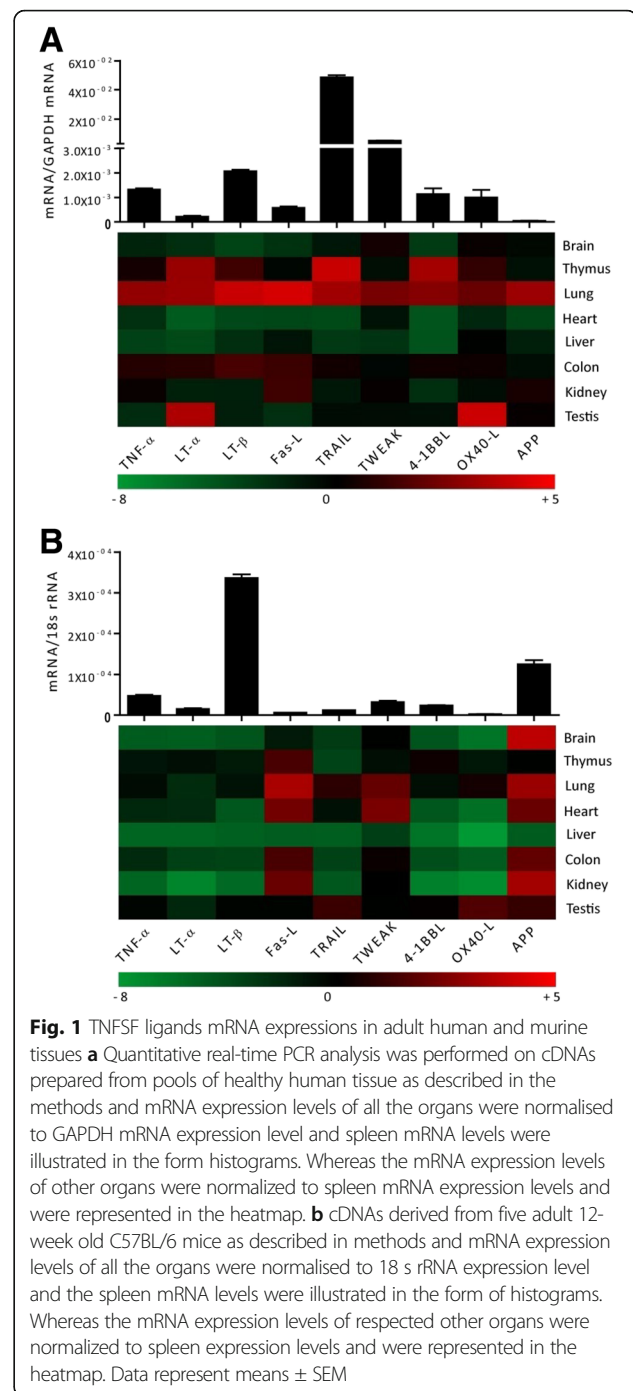 A
mRNA/GAPDH mRNA
6X10⁻⁰²
4X10⁻⁰²
2X10⁻⁰²
3.0X10⁻³
2.0X10⁻³
1.0X10⁻³
0
Brain
Thymus
Lung
Heart
Liver
Colon
Kidney
Testis
TNF-α LT-α LT-β Fas-L TRAIL TWEAK 4-1BBL OX40-L APP
- 8 0 + 5
B
mRNA/18s rRNA
4X10⁻⁰⁴
3X10⁻⁰⁴
2X10⁻⁰⁴
1X10⁻⁰⁴
0
Brain
Thymus
Lung
Heart
Liver
Colon
Kidney
Testis
TNF-α LT-α LT-β Fas-L TRAIL TWEAK 4-1BBL OX40-L APP
- 8 0 + 5
Fig. 1 TNFSF ligands mRNA expressions in adult human and murine
tissues a Quantitative real-time PCR analysis was performed on cDNAs
prepared from pools of healthy human tissue as described in the
methods and mRNA expression levels of all the organs were normalised
to GAPDH mRNA expression level and spleen mRNA levels were
illustrated in the form histograms. Whereas the mRNA expression levels
of other organs were normalized to spleen mRNA expression levels and
were represented in the heatmap. b cDNAs derived from five adult 12-
week old C57BL/6 mice as described in methods and mRNA expression
levels of all the organs were normalised to 18 s rRNA expression level
and the spleen mRNA levels were illustrated in the form of histograms.
Whereas the mRNA expression levels of respected other organs were
normalized to spleen expression levels and were represented in the
heatmap. Data represent means ± SEM